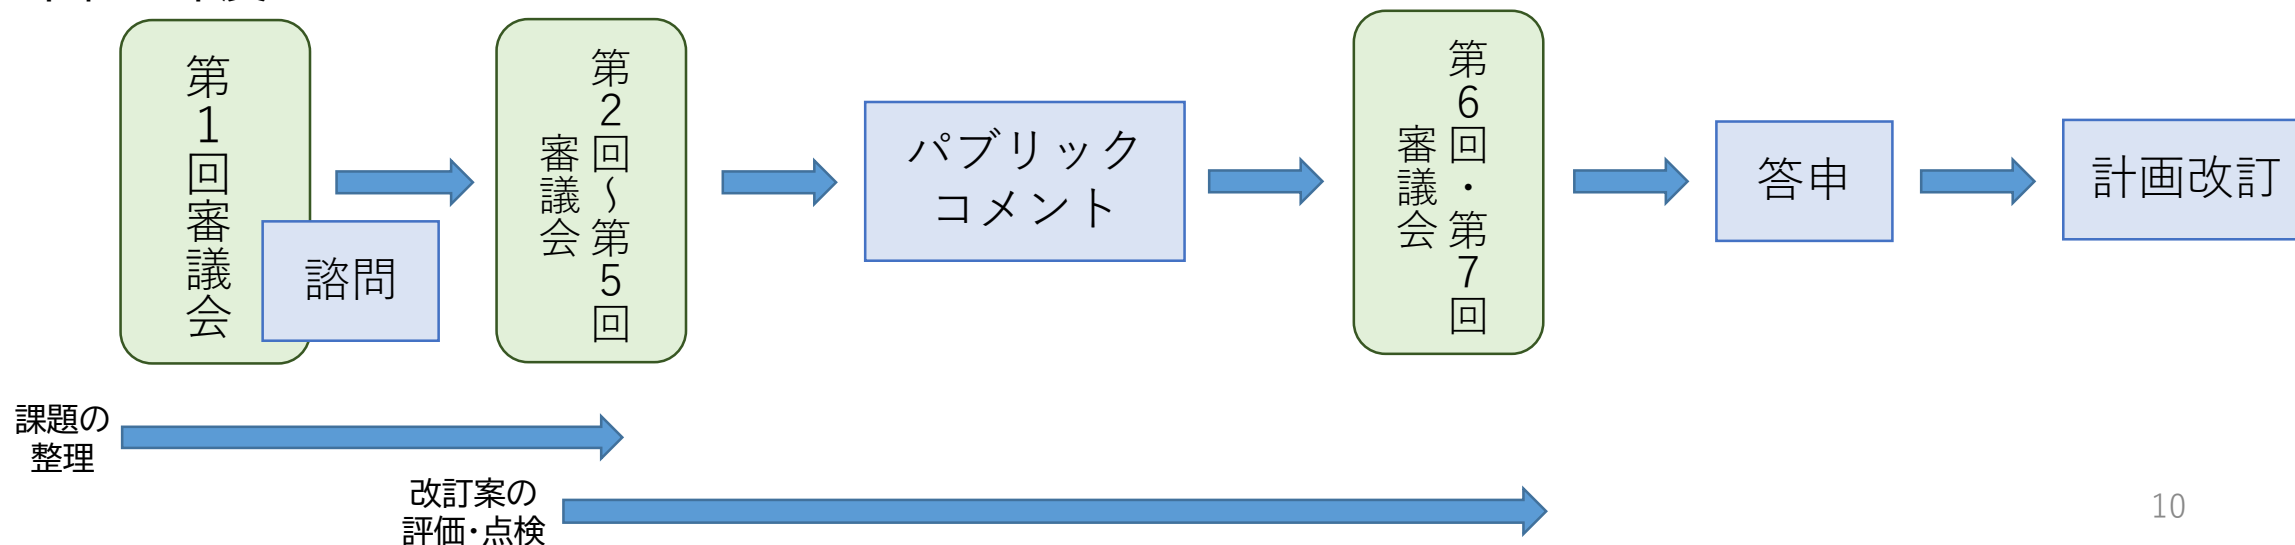 第1回審議会
諮問
第2回～第5回
審議会
パブリック
コメント
第6回・第7回
審議会
答申
計画改訂
課題の
整理
改訂案の
評価・点検
10